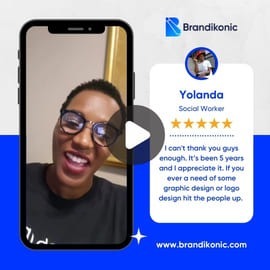 Brandikonic
Yolanda
Social Worker
I can't thank you guys
enough. It's been 5 years
and I appreciate it. If you
ever a need of some
graphic design or logo
design hit the people up.
www.brandikonic.com